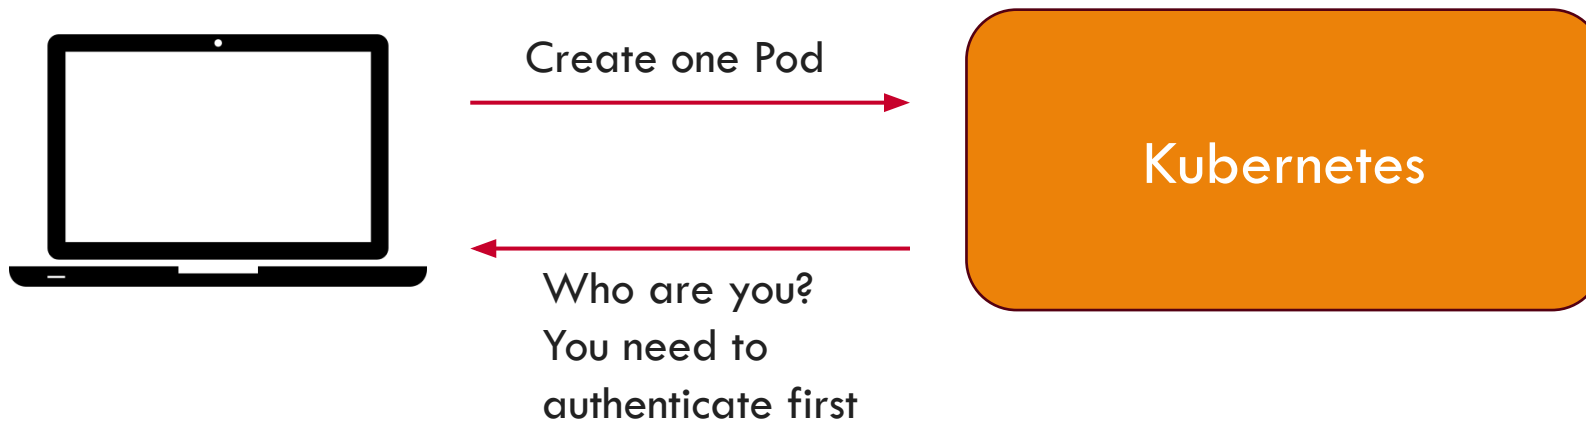 Create one Pod
Kubernetes
Who are you?
You need to
authenticate first